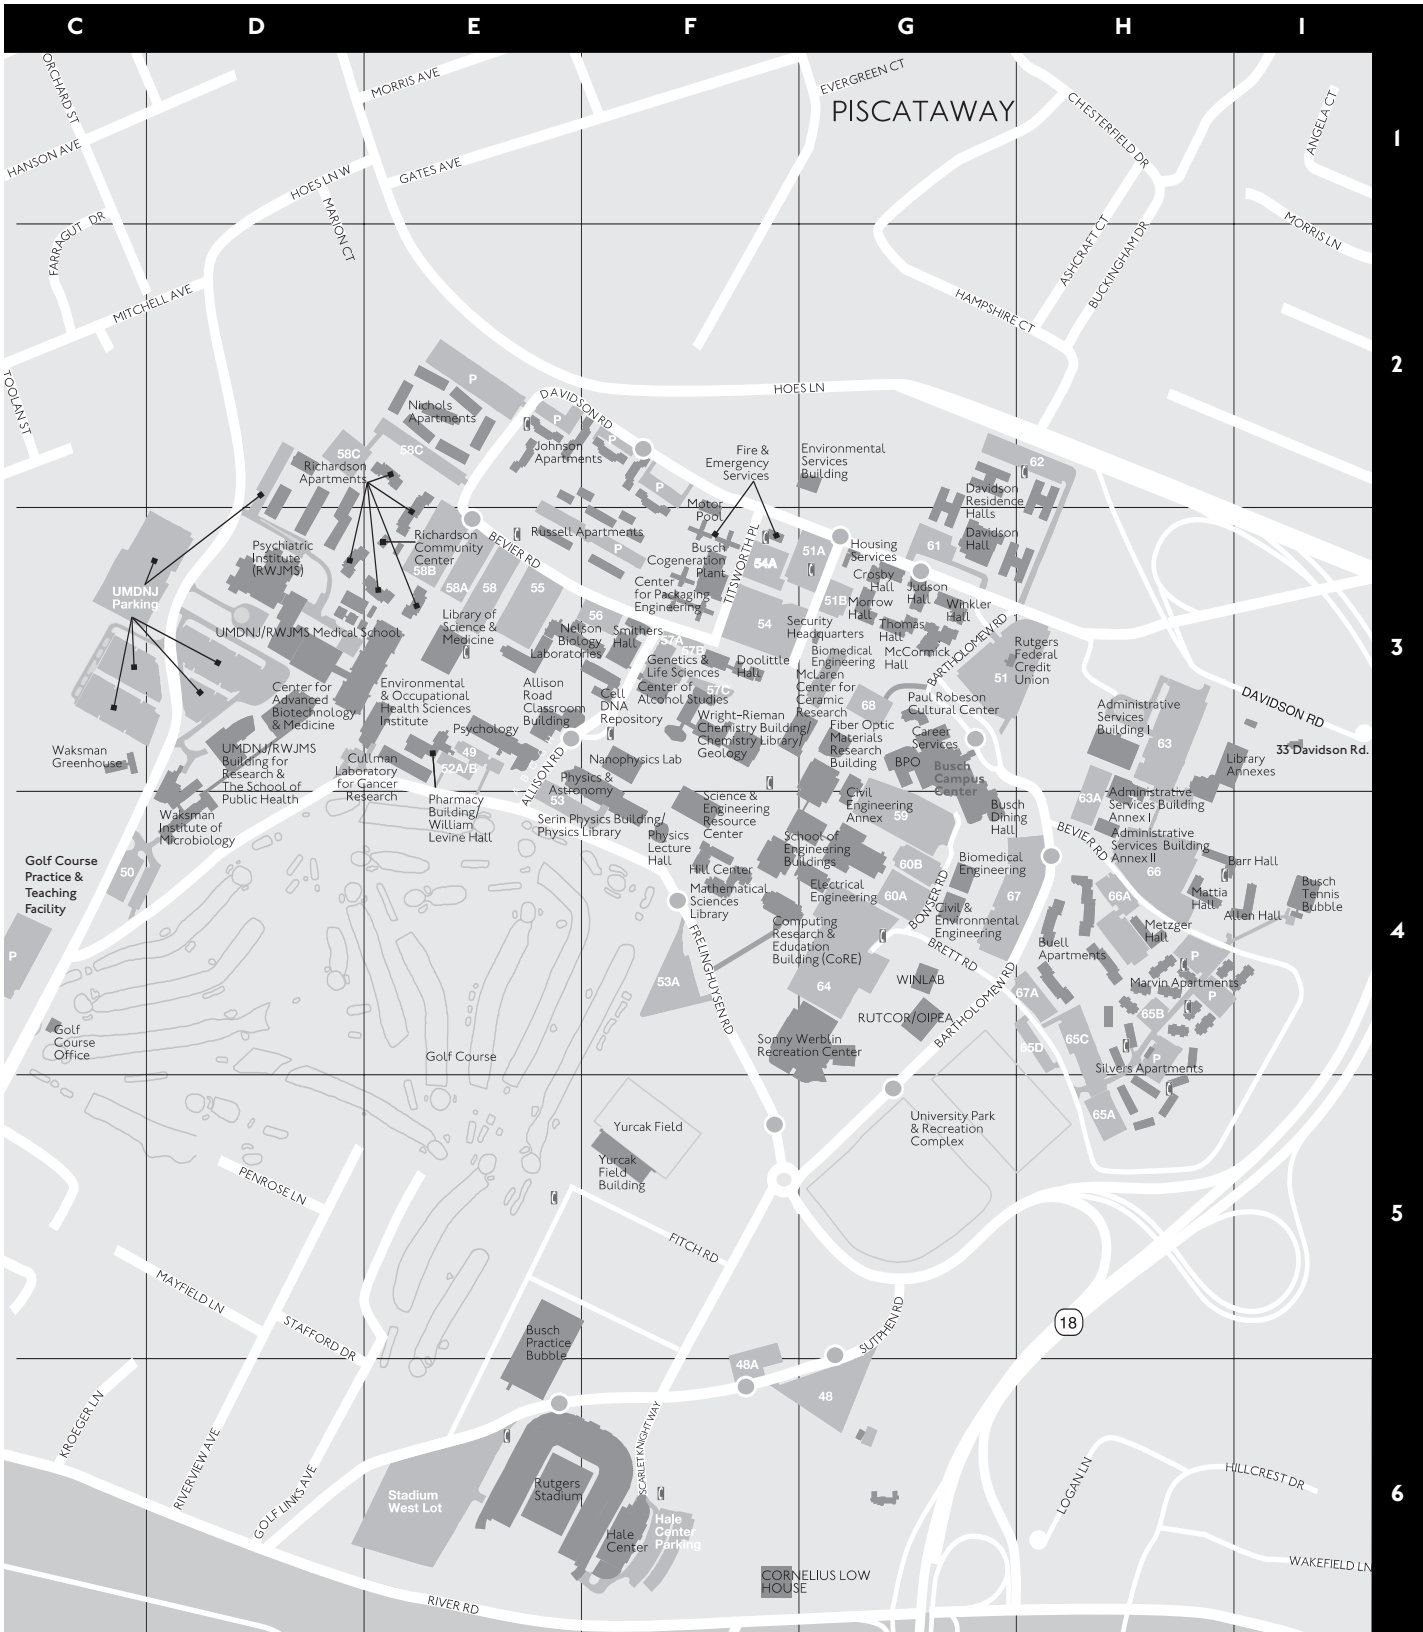 C D E F G H I
PISCATAWAY
1
2
3
4
5
6
ORCHARD ST
HANSON AVE
FARRAGUT DR
MITCHELL AVE
TOOLAN ST
MORRIS AVE
GATES AVE
HOES LN W
MARION CT
EVERGREEN CT
CHESTERFIELD DR
ANGELA CT
MORRIS LN
ASHCRAFT CT
BUCKINGHAM DR
HAMPSHIRE CT
HOES LN
DAVIDSON RD
P
Nichols
Apartments
58C
58C
Richardson
Apartments
P
Johnson
Apartments
P
P
Fire &
Emergency
Services
Environmental
Services
Building
Motor
Pool
62
Davidson
Residence
Halls
Davidson
Hall
61
Psychiatric
Institute
(RWJMS)
UMDNJ
Parking
Richardson
Community
Center
58B
BEVIER RD
Russell Apartments
P
58A
58
55
56
Busch
Cogeneration
Plant
TITSWORTH PL
54A
51A
Housing
Services
Center
for Packaging
Engineering
Crosby
Hall
Judson
Hall
51B
Morrow
Hall
Winkler
Hall
Thomas
Hall
McCormick
Hall
BARTHOLOMEW RD
UMDNJ/RWJMS Medical School
Library of
Science &
Medicine
Nelson
Biology
Laboratories
Smithers
Hall
57A
57B
54
Security
Headquarters
Biomedical
Engineering
Rutgers
Federal
Credit
Union
51
Genetics &
Life Sciences
Doolittle
Hall
McLaren
Center for
Ceramic
Research
Center of
Alcohol Studies
57C
68
Paul Robeson
Cultural Center
Center for
Advanced
Biotechnology
& Medicine
Environmental
& Occupational
Health Sciences
Institute
Allison
Road
Classroom
Building
Cell
DNA
Repository
Wright–Rieman
Chemistry Building/
Chemistry Library/
Geology
Fiber Optic
Materials
Research
Building
Career
Services
BPO
Busch
Campus
Center
Administrative
Services
Building I
63
DAVIDSON RD
33 Davidson Rd.
Library
Annexes
Waksman
Greenhouse
UMDNJ/RWJMS
Building for
Research &
The School of
Public Health
Psychology
49
52A/B
Cullman
Laboratory
for Cancer
Research
ALLISON RD
Nanophysics Lab
Physics &
Astronomy
53
Pharmacy
Building/
William
Levine Hall
Serin Physics Building/
Physics Library
Science &
Engineering
Resource
Center
Physics
Lecture
Hall
Civil
Engineering
Annex
59
Busch
Dining
Hall
63A
Administrative
Services Building
Annex I
BEVIER RD
Administrative
Services Building
Annex II
Waksman
Institute of
Microbiology
School of
Engineering
Buildings
60B
Biomedical
Engineering
Golf Course
Practice &
Teaching
Facility
50
P
Hill Center
Mathematical
Sciences
Library
Electrical
Engineering
60A
BOWSER RD
67
66
66A
Barr Hall
Mattia
Hall
Allen Hall
Busch
Tennis
Bubble
Computing
Research &
Education
Building (CoRE)
Civil &
Environmental
Engineering
BRETT RD
Buell
Apartments
Metzger
Hall
P
Marvin Apartments
P
FRELINGHUYSEN RD
53A
64
WINLAB
67A
65B
RUTCOR/OIPEA
BARTHOLOMEW RD
Sonny Werblin
Recreation Center
65D
65C
P
Silvers Apartments
65A
Golf
Course
Office
Golf Course
University Park
& Recreation
Complex
Yurcak Field
Yurcak
Field
Building
PENROSE LN
FITCH RD
MAYFIELD LN
STAFFORD DR
18
SUTPHEN RD
Busch
Practice
Bubble
48A
48
KROEGER LN
RIVERVIEW AVE
GOLF LINKS AVE
SCARLET KNIGHT WAY
Stadium
West Lot
Rutgers
Stadium
Hale
Center
Hale
Center
Parking
LOGAN LN
HILLCREST DR
WAKEFIELD LN
CORNELIUS LOW
HOUSE
RIVER RD